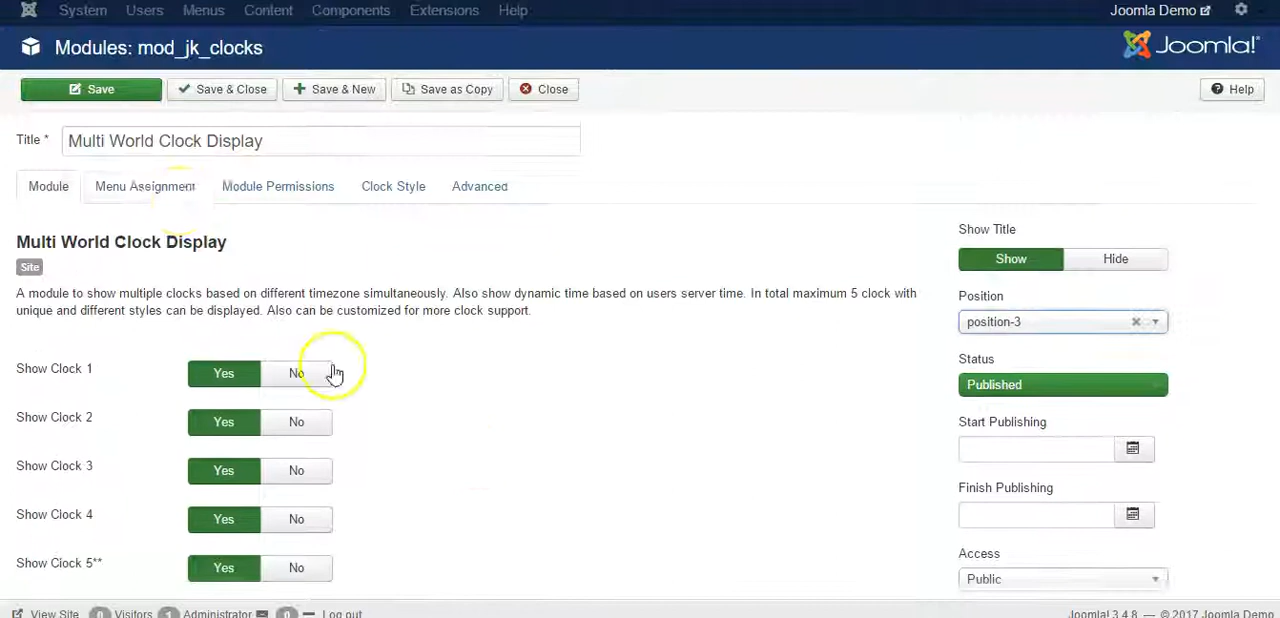 System Users Menus Content Components Extensions Help Joomla Demo
Modules: mod_jk_clocks Joomla!®
Save Save & Close Save & New Save as Copy Close Help
Title * Multi World Clock Display
Module Menu Assignment Module Permissions Clock Style Advanced
Multi World Clock Display
Site
A module to show multiple clocks based on different timezone simultaneously. Also show dynamic time based on users server time. In total maximum 5 clock with
unique and different styles can be displayed. Also can be customized for more clock support.
Show Clock 1 Yes No
Show Clock 2 Yes No
Show Clock 3 Yes No
Show Clock 4 Yes No
Show Clock 5** Yes No
Show Title
Show Hide
Position
position-3
Status
Published
Start Publishing
Finish Publishing
Access
Public
View Site 0 Visitors 1 Administrator 0 Log out Joomla! 3.4.8 — © 2017 Joomla Demo